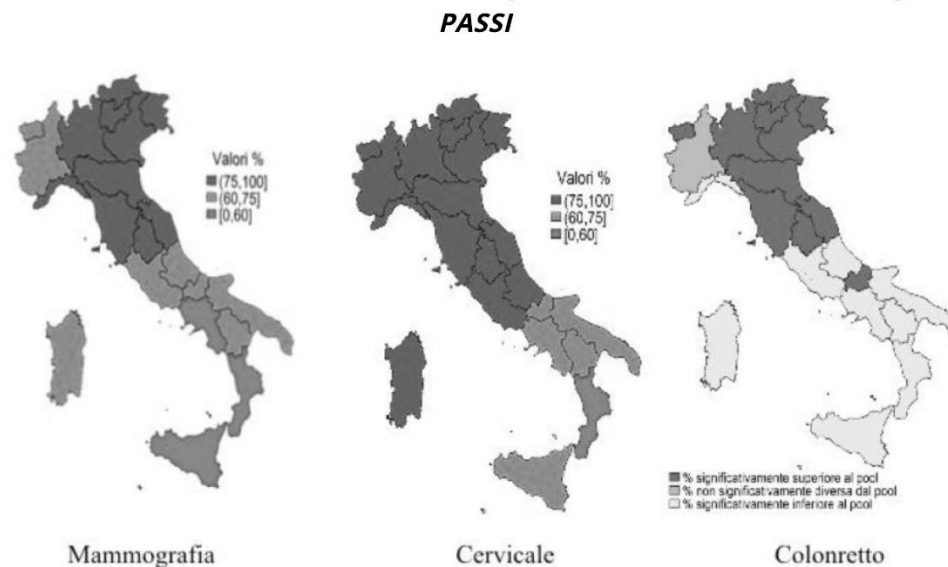 PASSI
Valori %
(75,100]
(60,75]
[0,60]
Valori %
(75,100]
(60,75]
[0,60]
% significativamente superiore al pool
% non significativamente diversa dal pool
% significativamente inferiore al pool
Mammografia
Cervicale
Colonretto